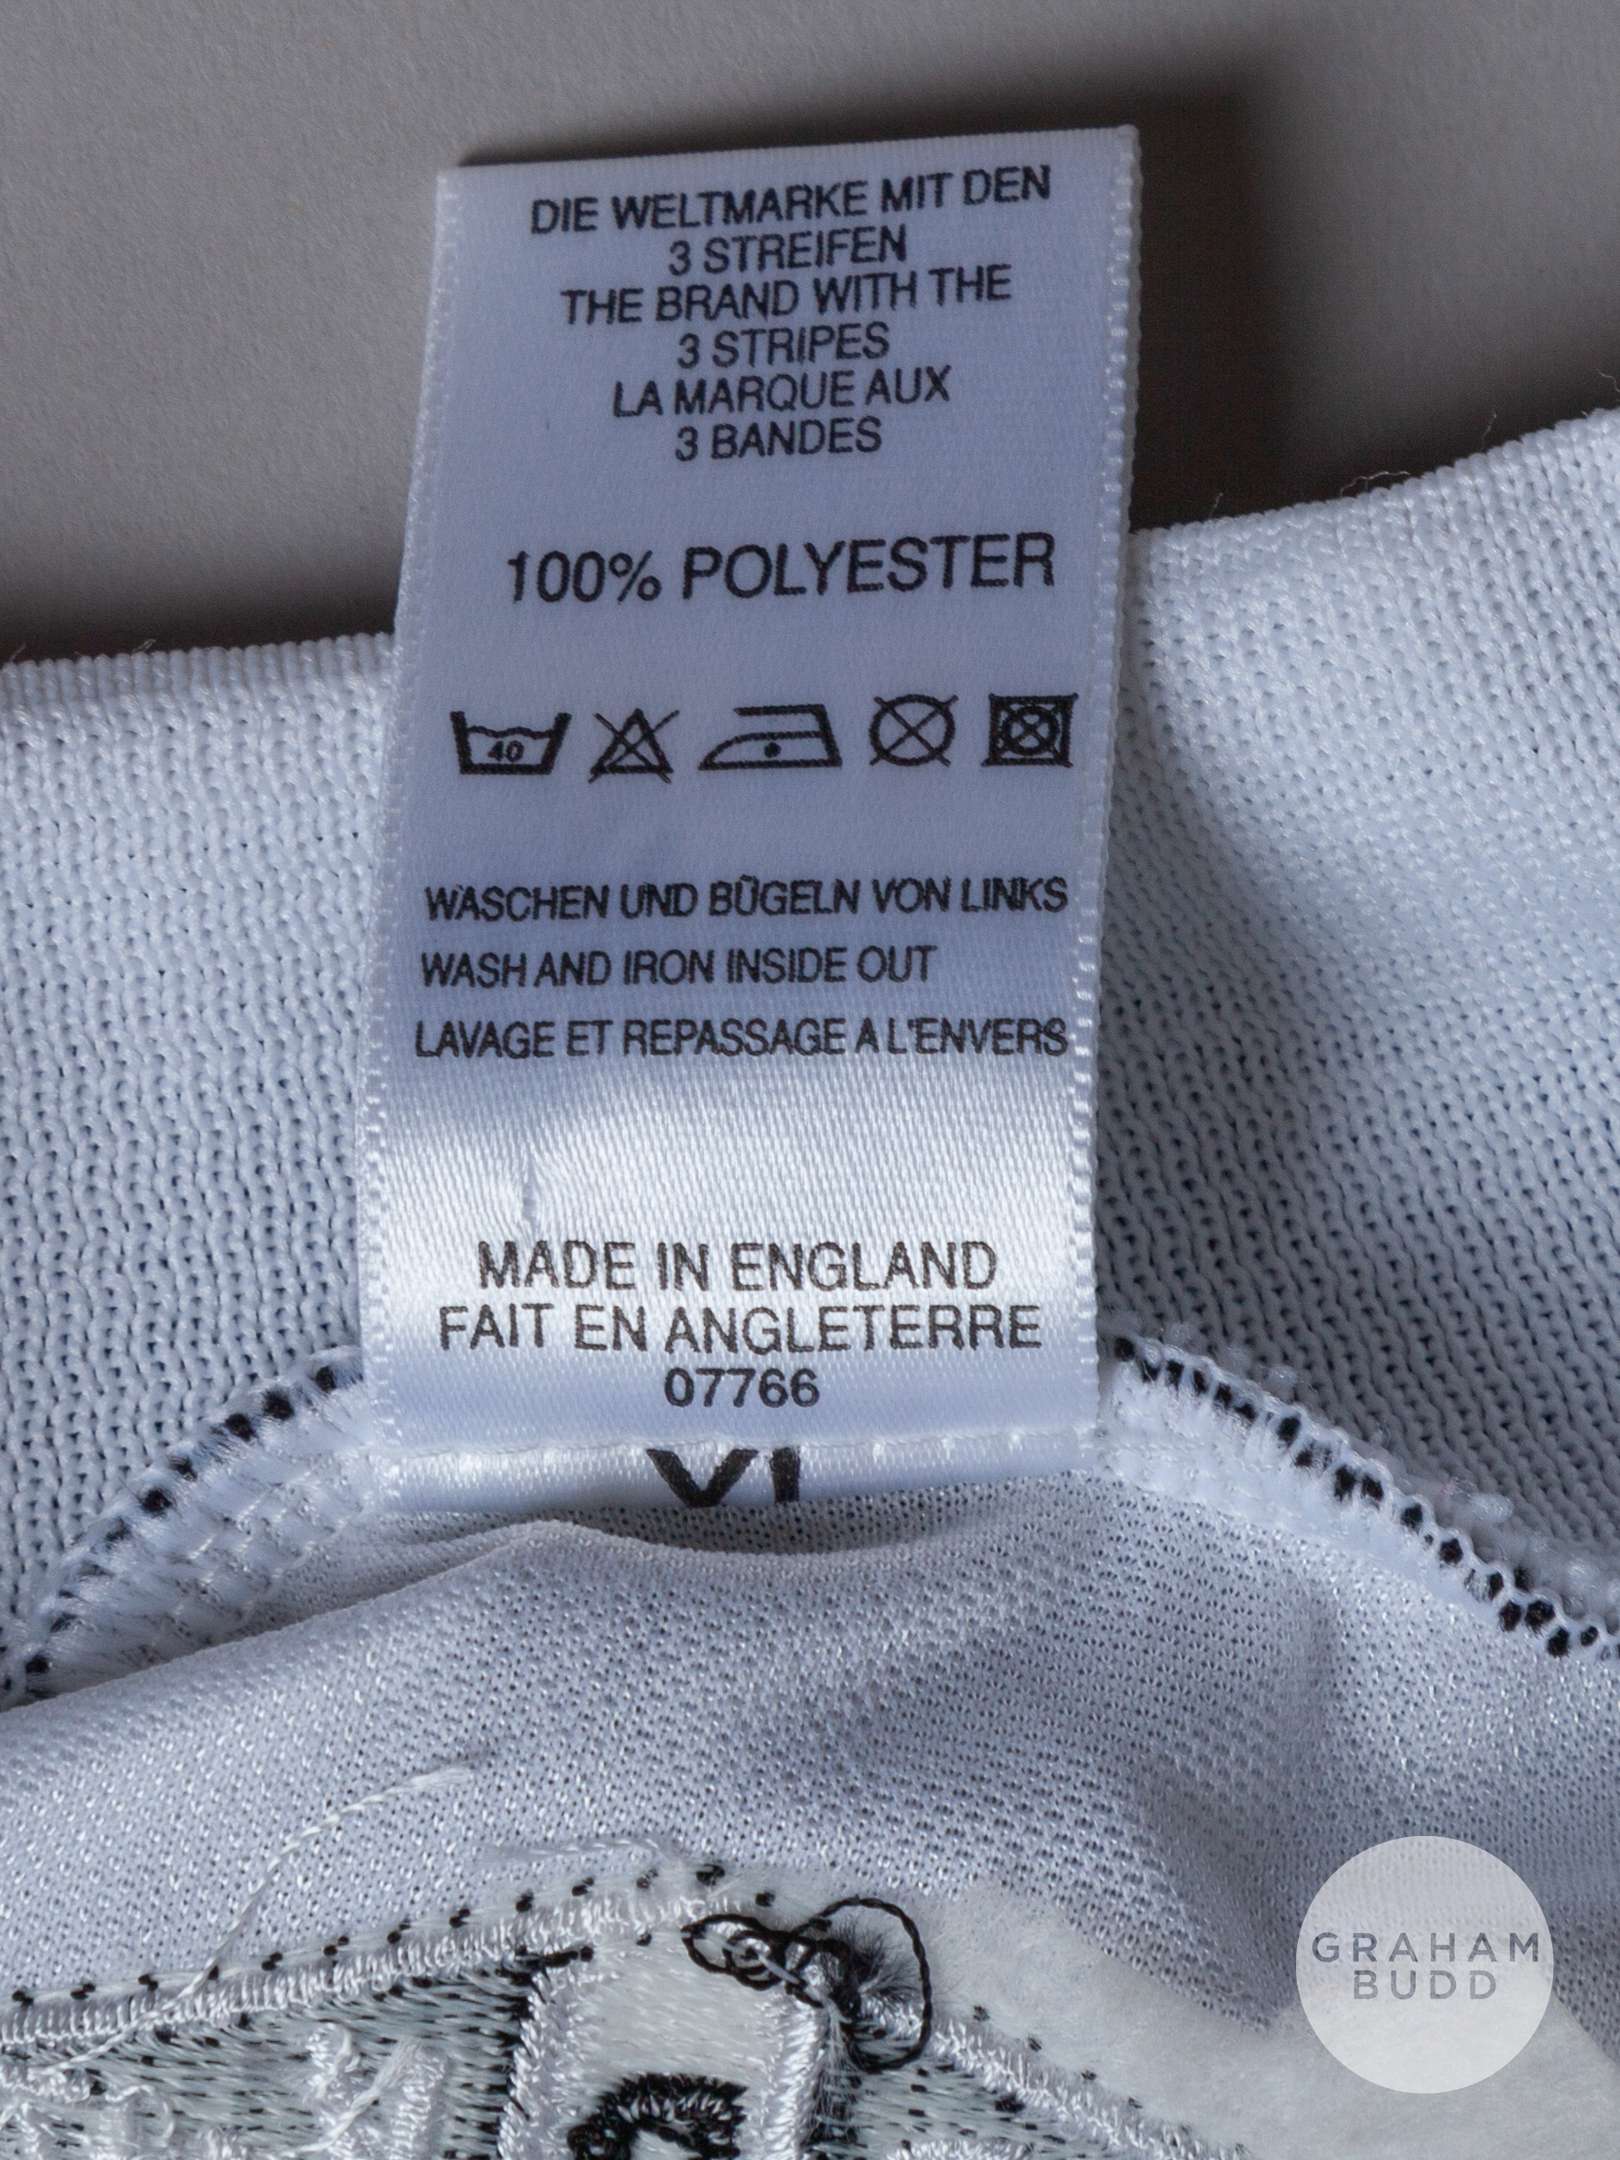 DIE WELTMARKE MIT DEN
3 STREIFEN
THE BRAND WITH THE
3 STRIPES
LA MARQUE AUX
3 BANDES
100% POLYESTER
40
WASCHEN UND BÜGELN VON LINKS
WASH AND IRON INSIDE OUT
LAVAGE ET REPASSAGE A L'ENVERS
MADE IN ENGLAND
FAIT EN ANGLETERRE
07766
XL
GRAHAM
BUDD